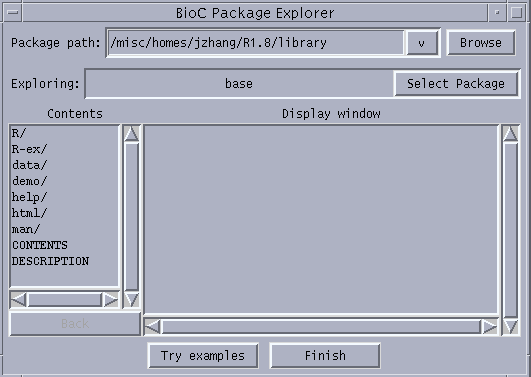 BioC Package Explorer
Package path: /misc/homes/jzhang/R1.8/library v Browse
Exploring: base Select Package
Contents Display window
R/
R-ex/
data/
demo/
help/
html/
man/
CONTENTS
DESCRIPTION
Back
Try examples Finish